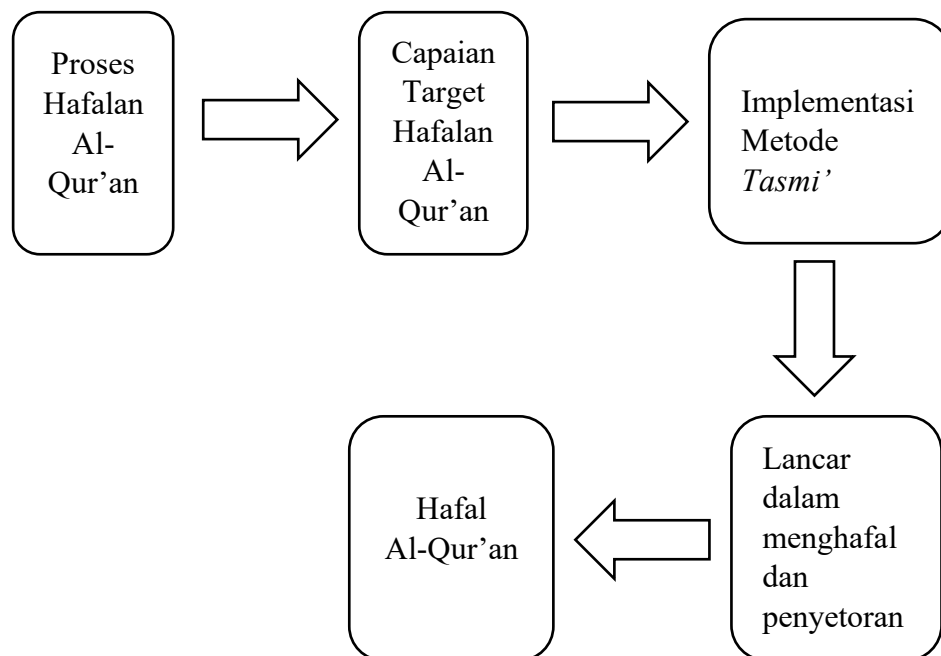 Proses
Hafalan
Al-
Qur’an
Capaian
Target
Hafalan
Al-
Qur’an
Implementasi
Metode
Tasmi’
Lancar
dalam
menghafal
dan
penyetoran
Hafal
Al-Qur’an